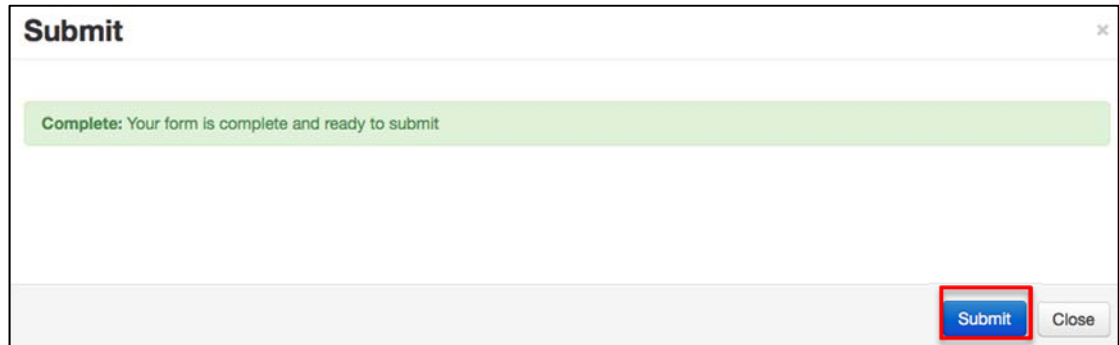 Submit
×
Complete: Your form is complete and ready to submit
Submit
Close